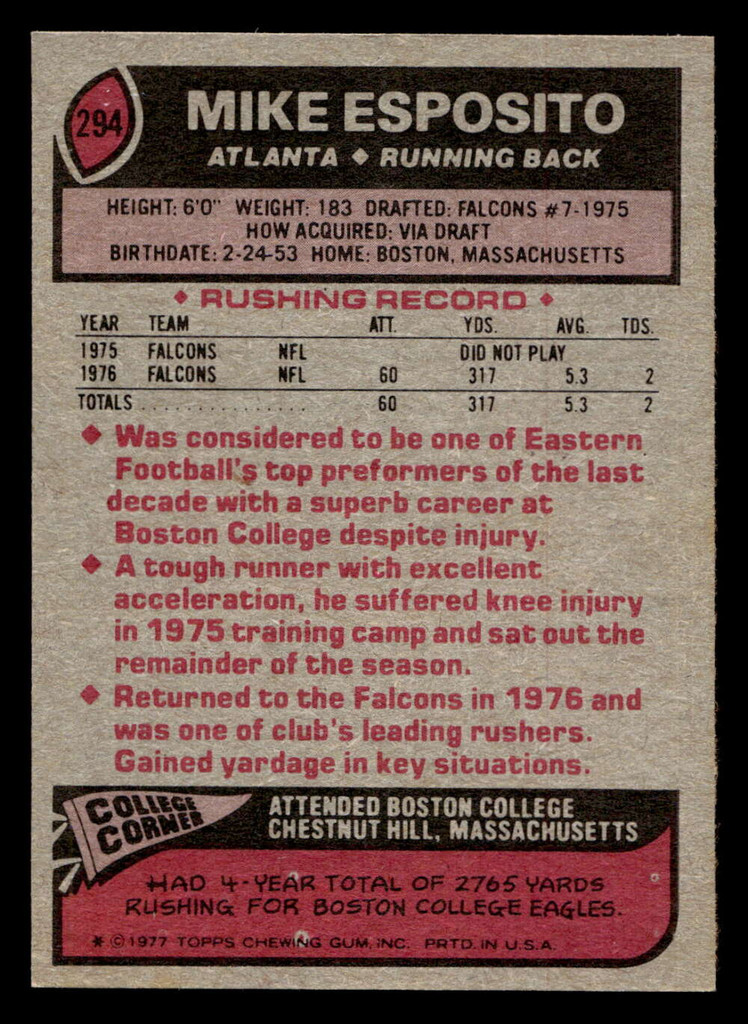 294
MIKE ESPOSITO
ATLANTA ◆ RUNNING BACK
HEIGHT: 6'0" WEIGHT: 183 DRAFTED: FALCONS #7-1975
HOW ACQUIRED: VIA DRAFT
BIRTHDATE: 2-24-53 HOME: BOSTON, MASSACHUSETTS
◆ RUSHING RECORD ◆
YEAR TEAM ATT. YDS. AVG. TDS.
1975 FALCONS NFL DID NOT PLAY
1976 FALCONS NFL 60 317 5.3 2
TOTALS . . . . . . . . . . . . . . . . 60 317 5.3 2
◆ Was considered to be one of Eastern
Football's top preformers of the last
decade with a superb career at
Boston College despite injury.
◆ A tough runner with excellent
acceleration, he suffered knee injury
in 1975 training camp and sat out the
remainder of the season.
◆ Returned to the Falcons in 1976 and
was one of club's leading rushers.
Gained yardage in key situations.
COLLEGE
CORNER
ATTENDED BOSTON COLLEGE
CHESTNUT HILL, MASSACHUSETTS
HAD 4-YEAR TOTAL OF 2765 YARDS
RUSHING FOR BOSTON COLLEGE EAGLES.
* © 1977 TOPPS CHEWING GUM, INC. PRTD. IN U.S.A.